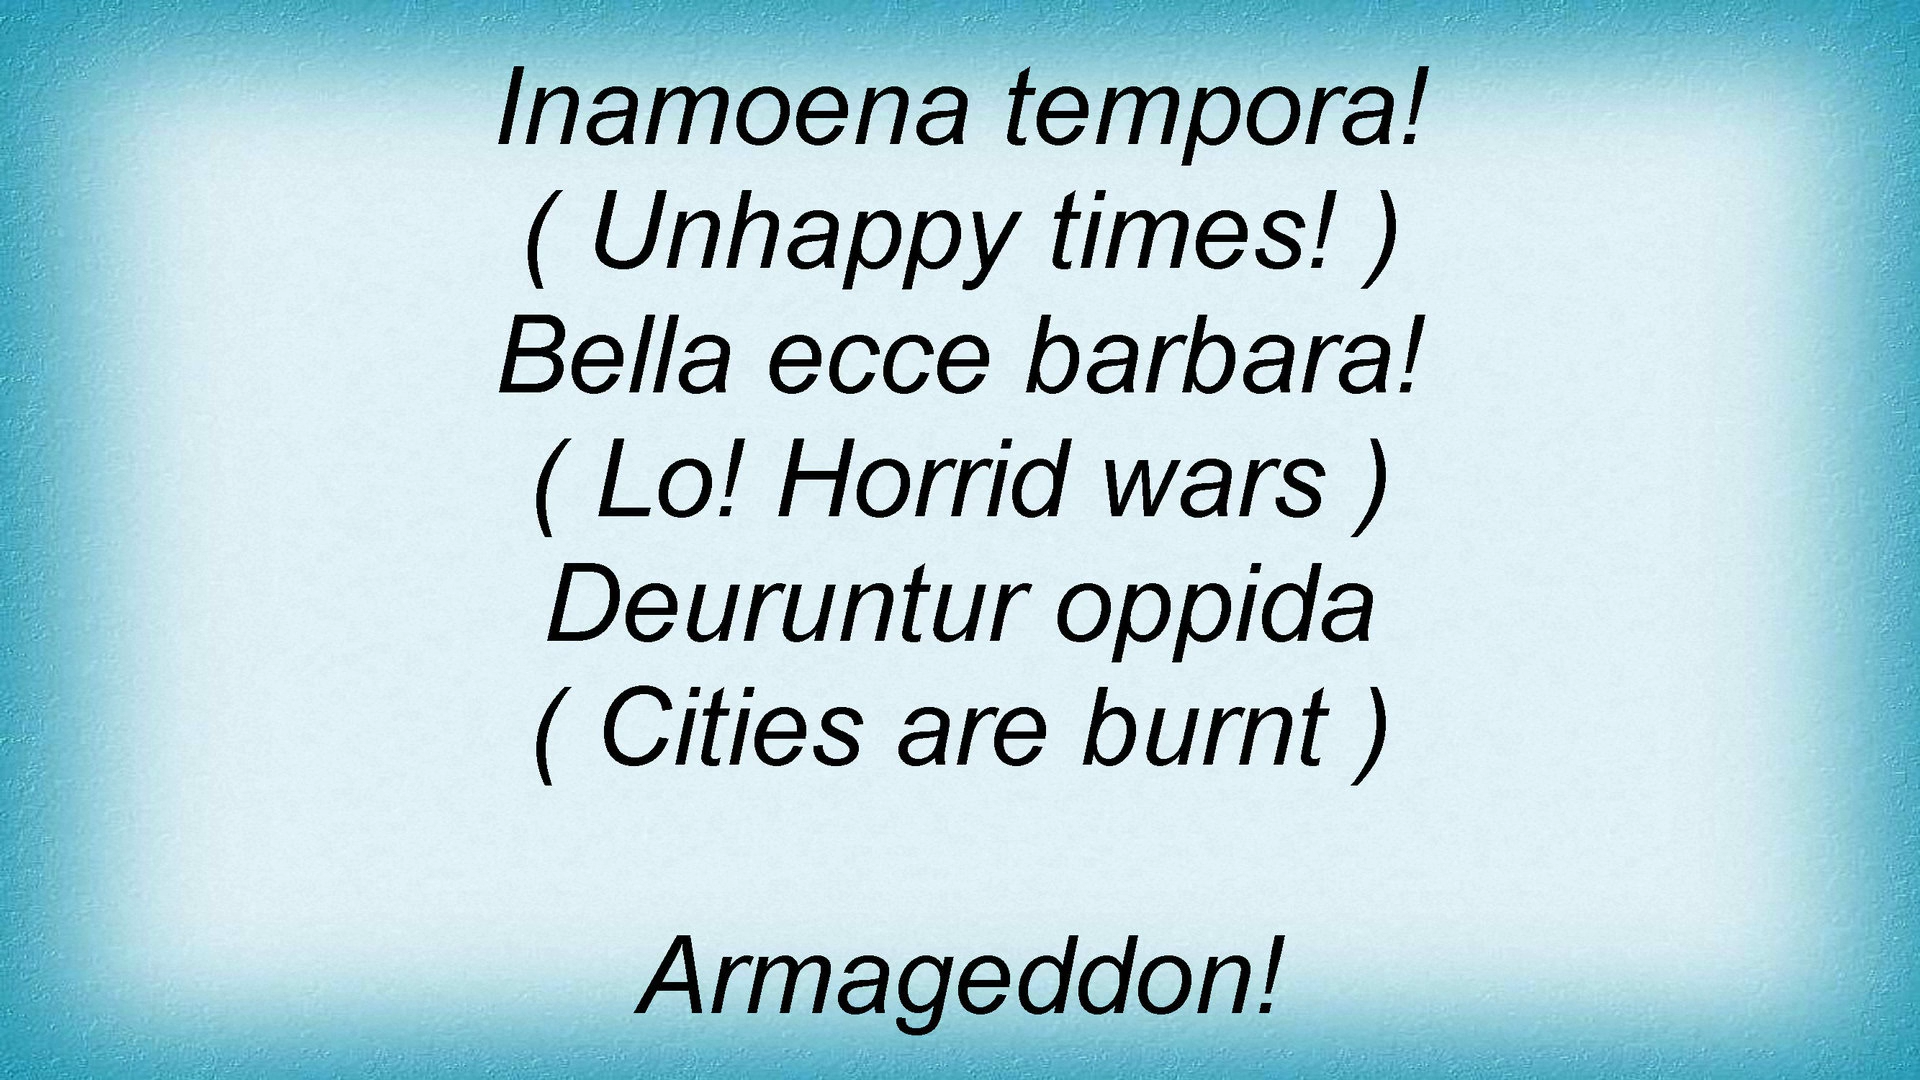 Inamoena tempora!
( Unhappy times! )
Bella ecce barbara!
( Lo! Horrid wars )
Deuruntur oppida
( Cities are burnt )
Armageddon!